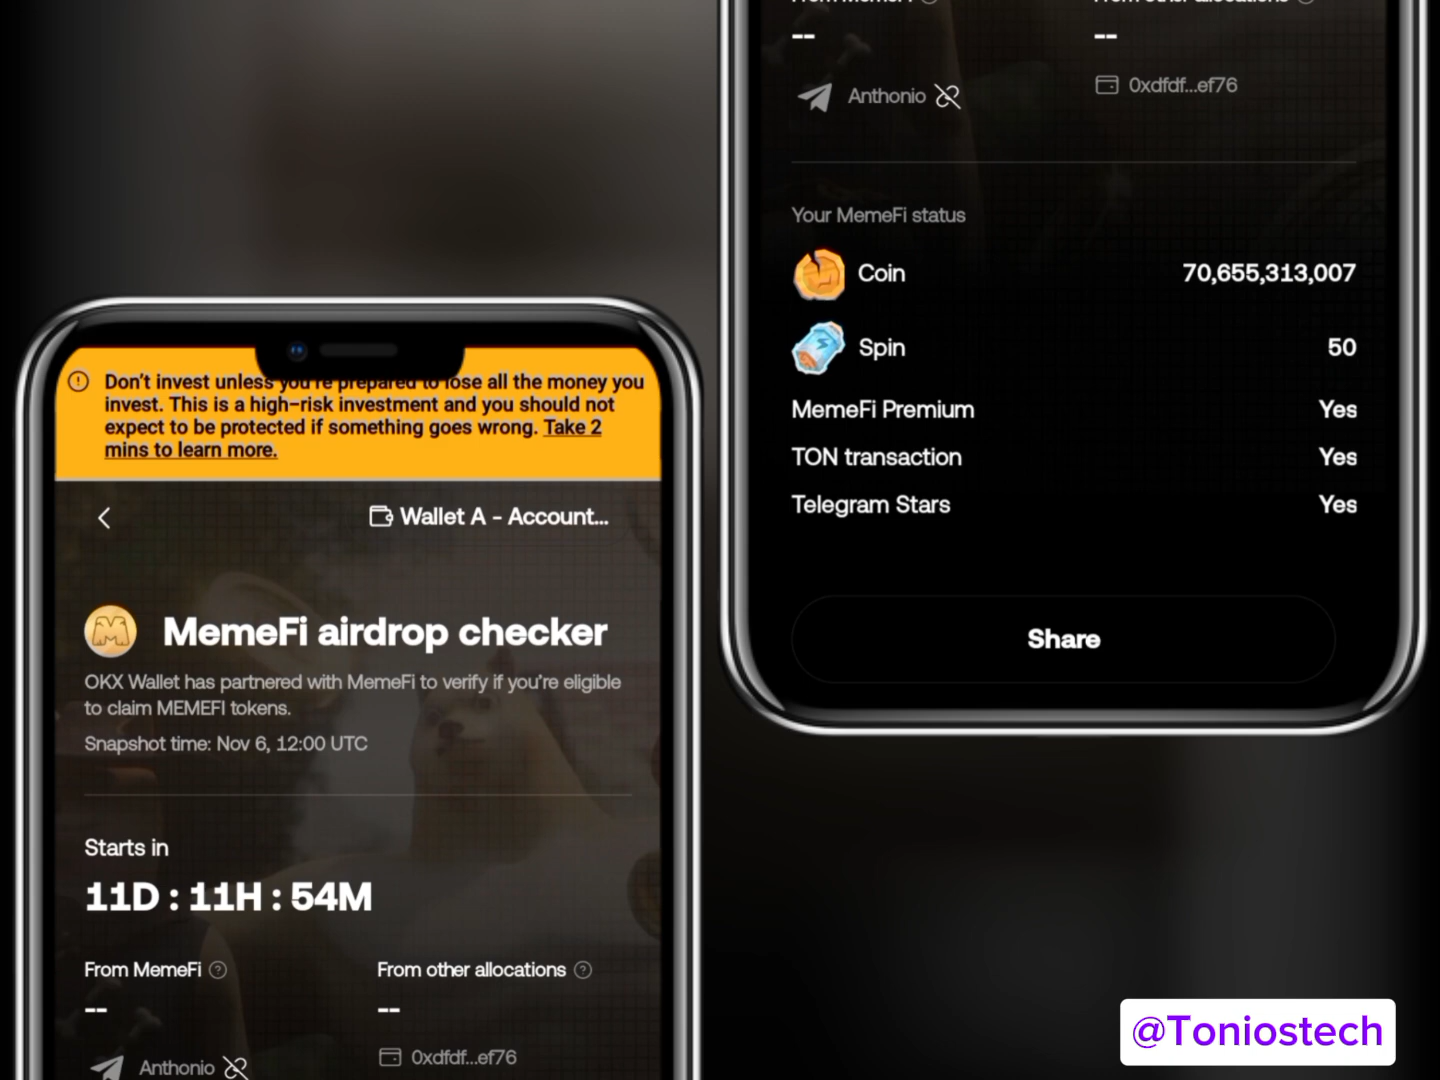 Don't invest unless you're prepared to lose all the money you
invest. This is a high-risk investment and you should not
expect to be protected if something goes wrong. Take 2
mins to learn more.
Wallet A - Account...
MemeFi airdrop checker
OKX Wallet has partnered with MemeFi to verify if you're eligible
to claim MEMEFI tokens.
Snapshot time: Nov 6, 12:00 UTC
Starts in
11D : 11H : 54M
From MemeFi
From other allocations
--
--
Anthonio
0xdfdf...ef76
From MemeFi
From other allocations
--
--
Anthonio
0xdfdf...ef76
Your MemeFi status
Coin 70,655,313,007
Spin 50
MemeFi Premium Yes
TON transaction Yes
Telegram Stars Yes
Share
@Toniostech